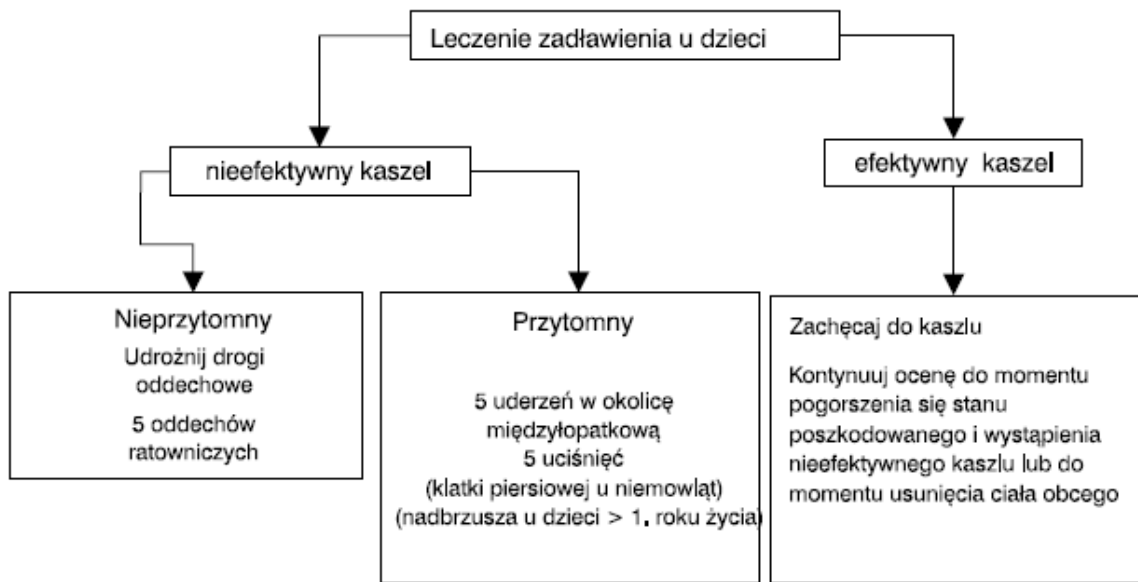 Leczenie zadławienia u dzieci
nieefektywny kaszel
efektywny kaszel
Nieprzytomny
Udrożnij drogi
oddechowe
5 oddechów
ratowniczych
Przytomny
5 uderzeń w okolicę
międzyłopatkową
5 uciśnięć
(klatki piersiowej u niemowląt)
(nadbrzusza u dzieci > 1. roku życia)
Zachęcaj do kaszlu
Kontynuuj ocenę do momentu
pogorszenia się stanu
poszkodowanego i wystąpienia
nieefektywnego kaszlu lub do
momentu usunięcia ciała obcego